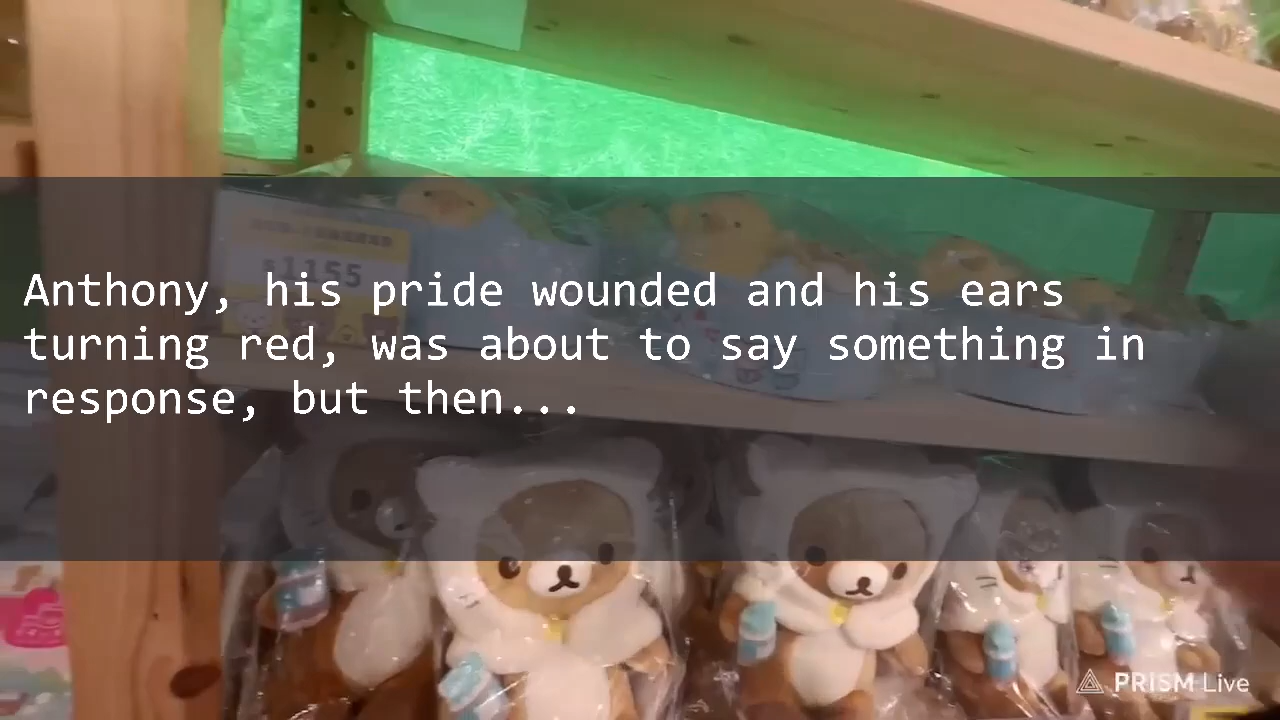 Anthony, his pride wounded and his ears
turning red, was about to say something in
response, but then...
1155
PRISM Live